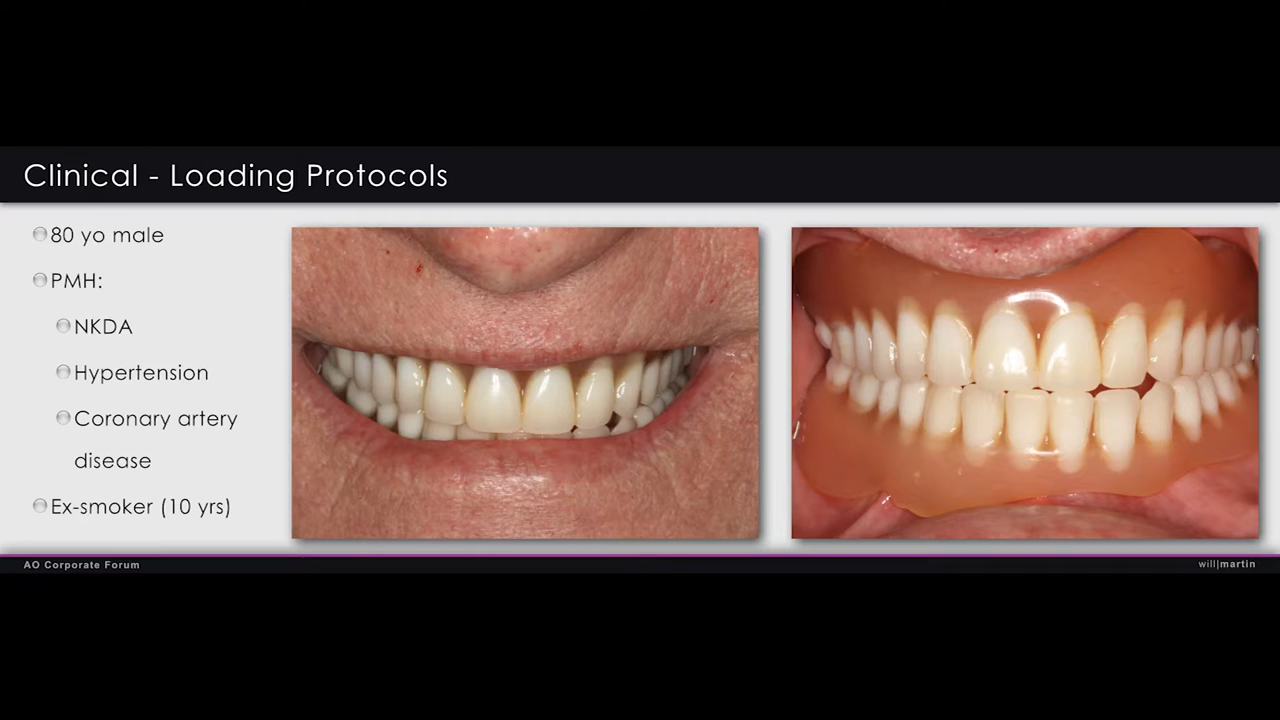 Clinical - Loading Protocols
80 yo male
PMH:
NKDA
Hypertension
Coronary artery
disease
Ex-smoker (10 yrs)
AO Corporate Forum
will|martin